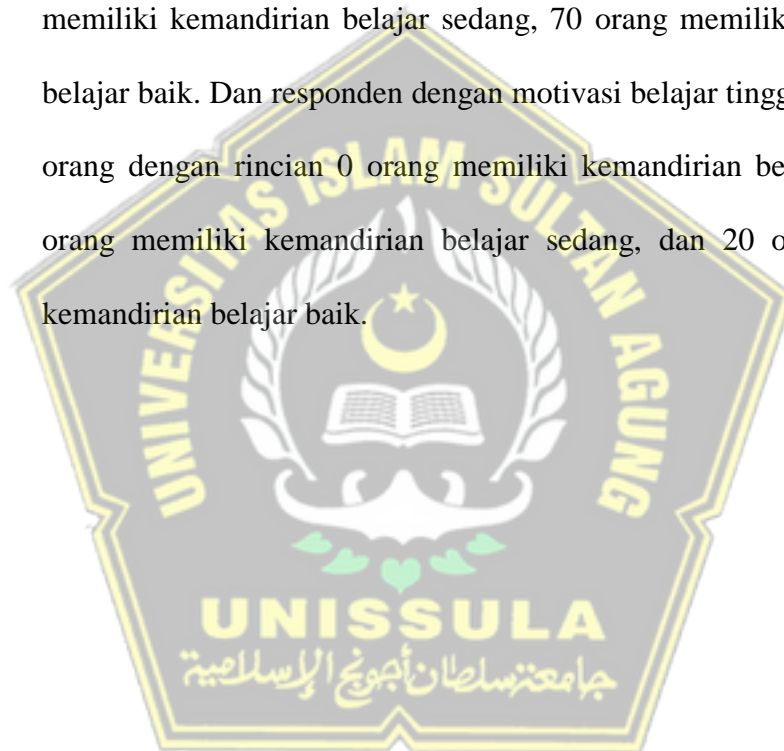 memiliki kemandirian belajar sedang, 70 orang memilik
belajar baik. Dan responden dengan motivasi belajar tingg
orang dengan rincian 0 orang memiliki kemandirian be
orang memiliki kemandirian belajar sedang, dan 20 o
kemandirian belajar baik.
UNIVERSITAS ISLAM SULTAN AGUNG
UNISSULA
جامعة سلطان أجونج الإسلامية